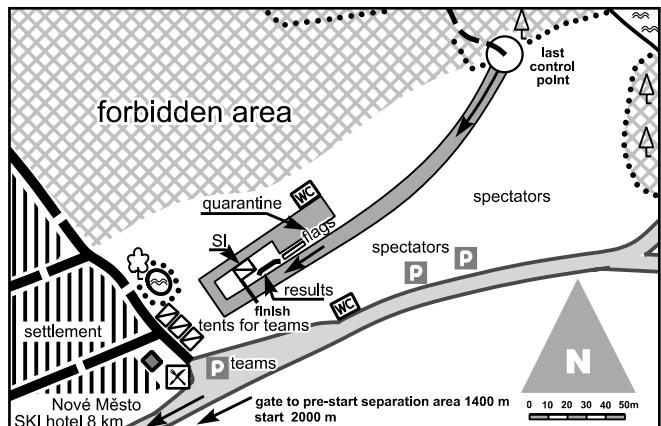 last
control
point
forbidden area
WC
quarantine
spectators
flags
SI
spectators
P
P
results
finish
WC
tents for teams
settlement
P
teams
N
Nové Město
SKI hotel 8 km
gate to pre-start separation area 1400 m
start 2000 m
0 10 20 30 40 50m